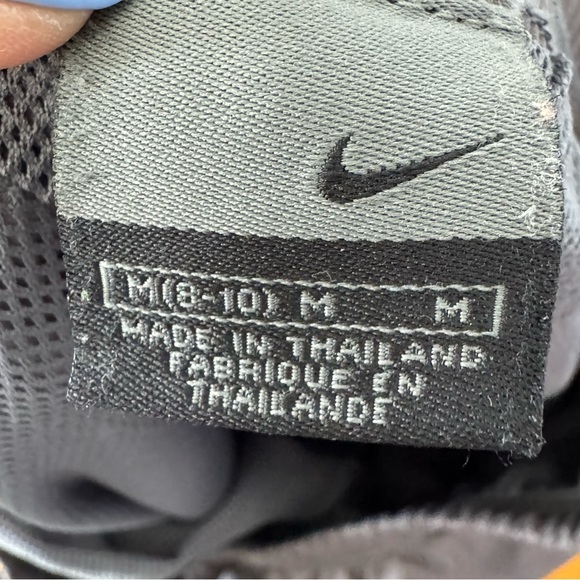 M(8-10) M M
MADE IN THAILAND
FABRIQUE EN
THAILANDE